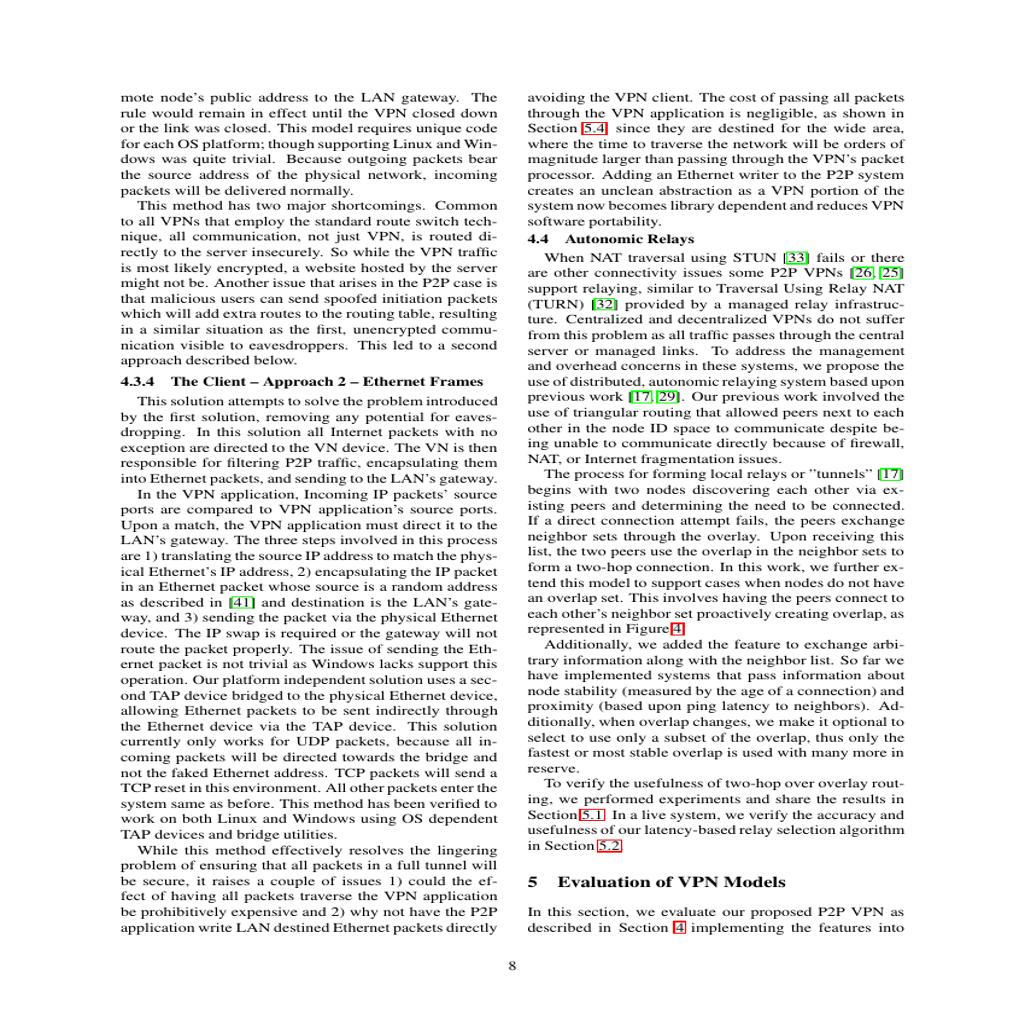 mote node's public address to the LAN gateway. The
rule would remain in effect until the VPN closed down
or the link was closed. This model requires unique code
for each OS platform; though supporting Linux and Win-
dows was quite trivial. Because outgoing packets bear
the source address of the physical network, incoming
packets will be delivered normally.
This method has two major shortcomings. Common
to all VPNs that employ the standard route switch tech-
nique, all communication, not just VPN, is routed di-
rectly to the server insecurely. So while the VPN traffic
is most likely encrypted, a website hosted by the server
might not be. Another issue that arises in the P2P case is
that malicious users can send spoofed initiation packets
which will add extra routes to the routing table, resulting
in a similar situation as the first, unencrypted commu-
nication visible to eavesdroppers. This led to a second
approach described below.
4.3.4 The Client – Approach 2 – Ethernet Frames
This solution attempts to solve the problem introduced
by the first solution, removing any potential for eaves-
dropping. In this solution all Internet packets with no
exception are directed to the VN device. The VN is then
responsible for filtering P2P traffic, encapsulating them
into Ethernet packets, and sending to the LAN's gateway.
In the VPN application, Incoming IP packets' source
ports are compared to VPN application's source ports.
Upon a match, the VPN application must direct it to the
LAN's gateway. The three steps involved in this process
are 1) translating the source IP address to match the phys-
ical Ethernet's IP address, 2) encapsulating the IP packet
in an Ethernet packet whose source is a random address
as described in [41] and destination is the LAN's gate-
way, and 3) sending the packet via the physical Ethernet
device. The IP swap is required or the gateway will not
route the packet properly. The issue of sending the Eth-
ernet packet is not trivial as Windows lacks support this
operation. Our platform independent solution uses a sec-
ond TAP device bridged to the physical Ethernet device,
allowing Ethernet packets to be sent indirectly through
the Ethernet device via the TAP device. This solution
currently only works for UDP packets, because all in-
coming packets will be directed towards the bridge and
not the faked Ethernet address. TCP packets will send a
TCP reset in this environment. All other packets enter the
system same as before. This method has been verified to
work on both Linux and Windows using OS dependent
TAP devices and bridge utilities.
While this method effectively resolves the lingering
problem of ensuring that all packets in a full tunnel will
be secure, it raises a couple of issues 1) could the ef-
fect of having all packets traverse the VPN application
be prohibitively expensive and 2) why not have the P2P
application write LAN destined Ethernet packets directly
avoiding the VPN client. The cost of passing all packets
through the VPN application is negligible, as shown in
Section 5.4, since they are destined for the wide area,
where the time to traverse the network will be orders of
magnitude larger than passing through the VPN's packet
processor. Adding an Ethernet writer to the P2P system
creates an unclean abstraction as a VPN portion of the
system now becomes library dependent and reduces VPN
software portability.
4.4 Autonomic Relays
When NAT traversal using STUN [33] fails or there
are other connectivity issues some P2P VPNs [26, 25]
support relaying, similar to Traversal Using Relay NAT
(TURN) [32] provided by a managed relay infrastruc-
ture. Centralized and decentralized VPNs do not suffer
from this problem as all traffic passes through the central
server or managed links. To address the management
and overhead concerns in these systems, we propose the
use of distributed, autonomic relaying system based upon
previous work [17, 29]. Our previous work involved the
use of triangular routing that allowed peers next to each
other in the node ID space to communicate despite be-
ing unable to communicate directly because of firewall,
NAT, or Internet fragmentation issues.
The process for forming local relays or "tunnels" [17]
begins with two nodes discovering each other via ex-
isting peers and determining the need to be connected.
If a direct connection attempt fails, the peers exchange
neighbor sets through the overlay. Upon receiving this
list, the two peers use the overlap in the neighbor sets to
form a two-hop connection. In this work, we further ex-
tend this model to support cases when nodes do not have
an overlap set. This involves having the peers connect to
each other's neighbor set proactively creating overlap, as
represented in Figure 4.
Additionally, we added the feature to exchange arbi-
trary information along with the neighbor list. So far we
have implemented systems that pass information about
node stability (measured by the age of a connection) and
proximity (based upon ping latency to neighbors). Ad-
ditionally, when overlap changes, we make it optional to
select to use only a subset of the overlap, thus only the
fastest or most stable overlap is used with many more in
reserve.
To verify the usefulness of two-hop over overlay rout-
ing, we performed experiments and share the results in
Section 5.1. In a live system, we verify the accuracy and
usefulness of our latency-based relay selection algorithm
in Section 5.2.
5 Evaluation of VPN Models
In this section, we evaluate our proposed P2P VPN as
described in Section 4 implementing the features into
8